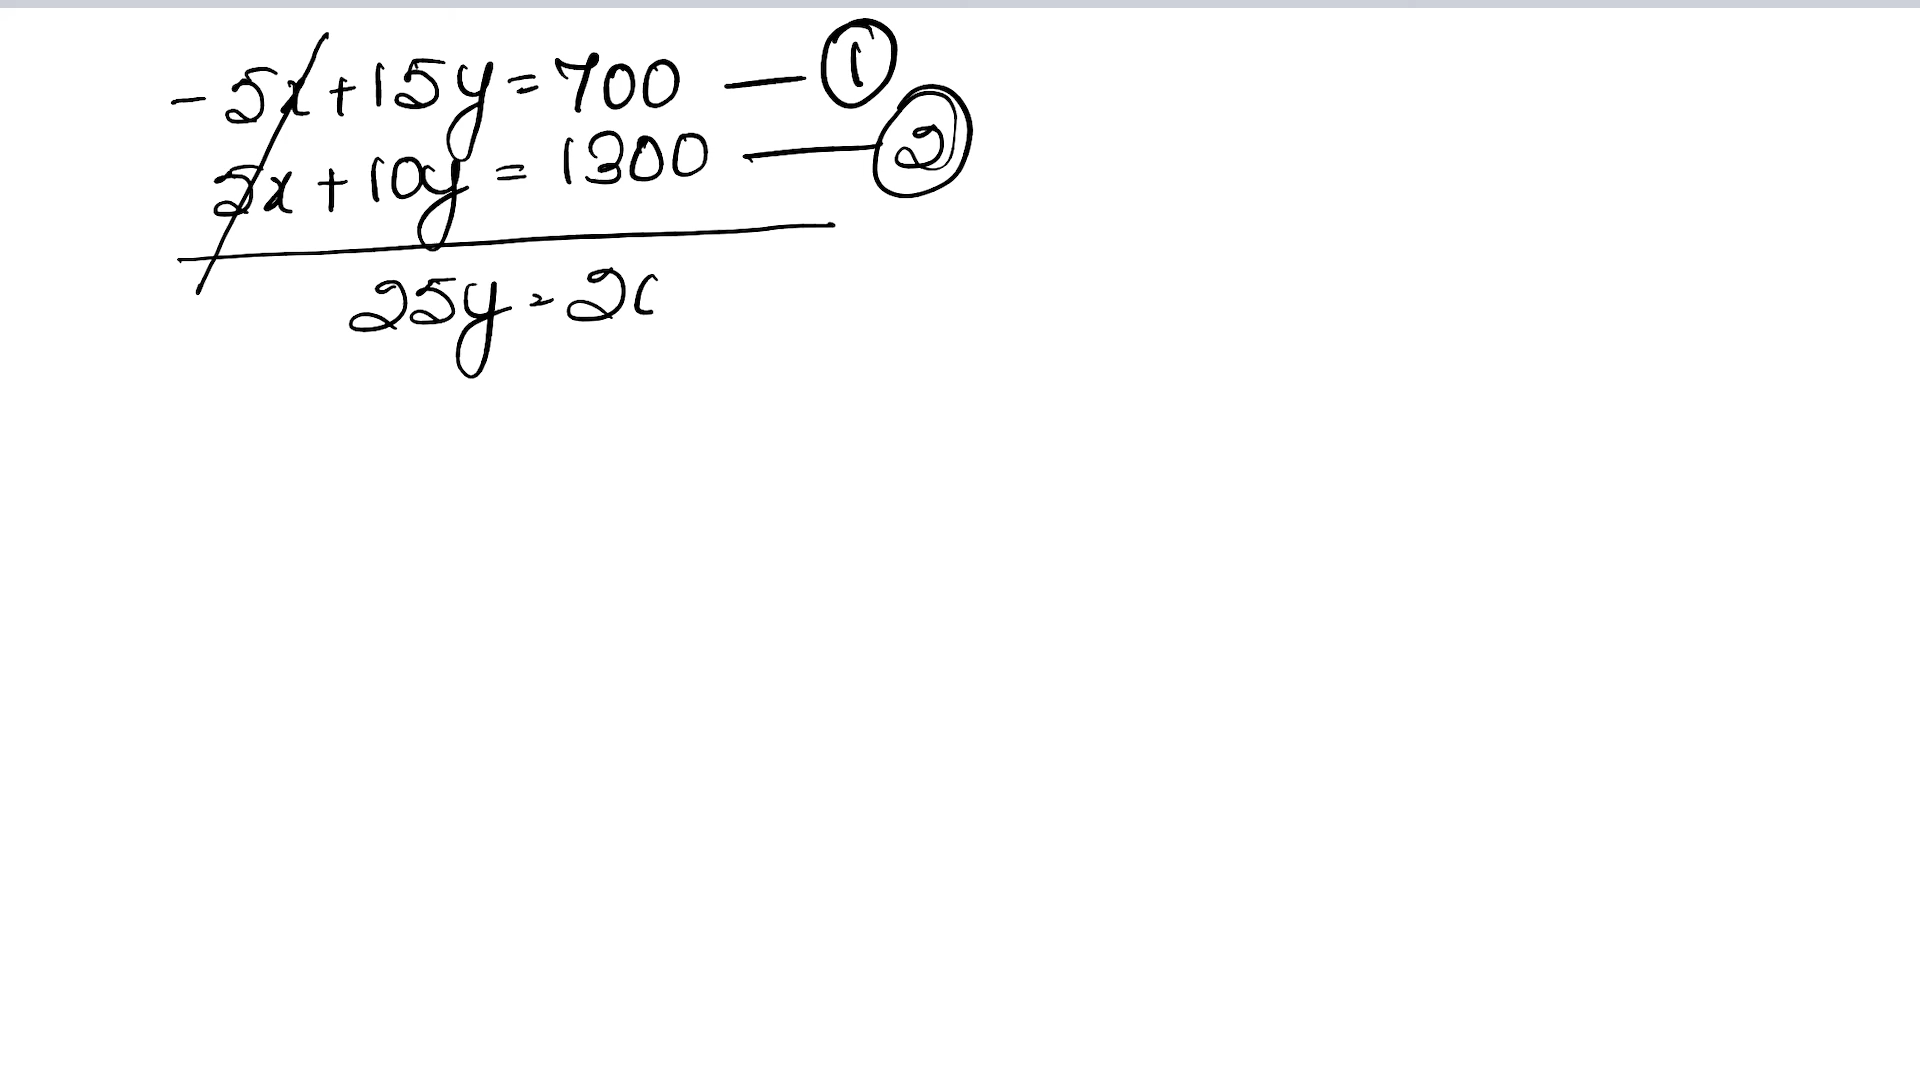 -5x+15y=700 — ①
5x+10y=1300 — ②
25y=20